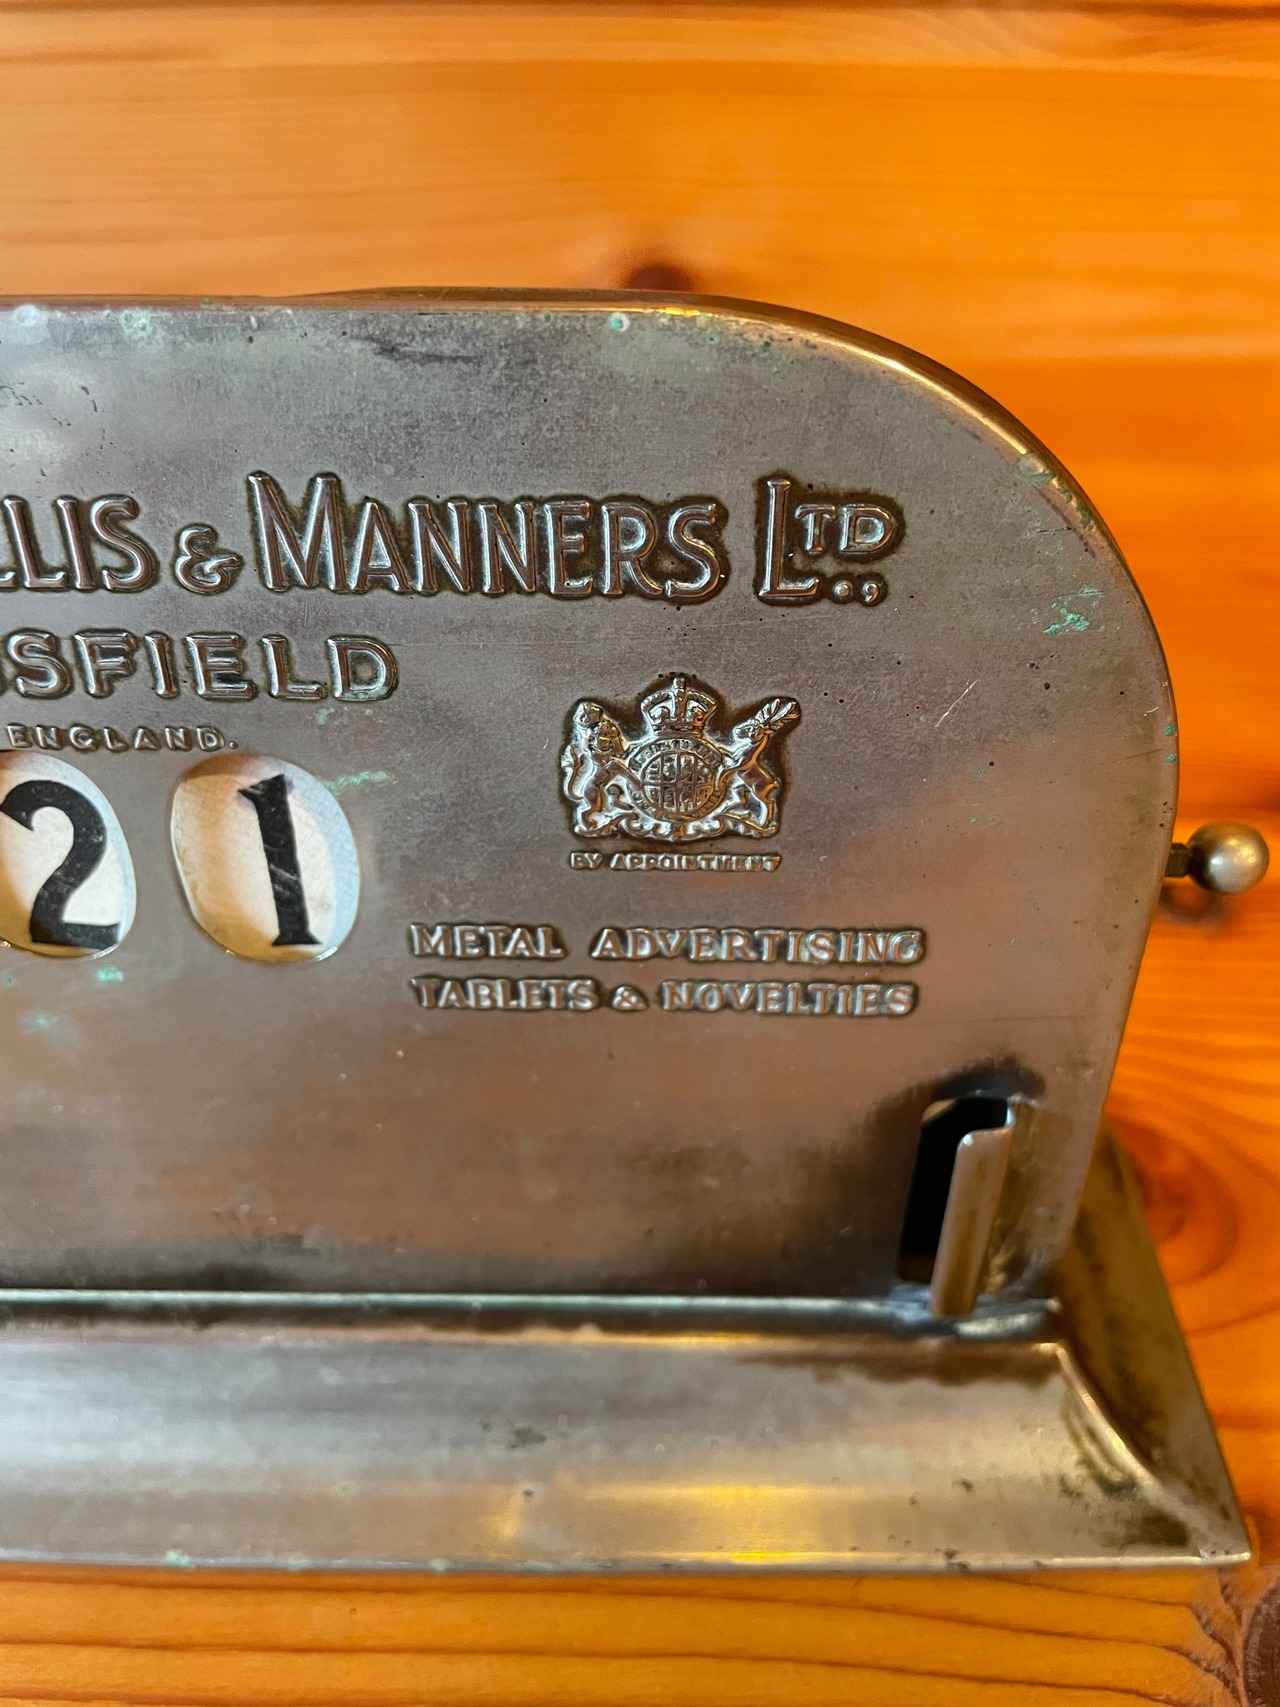 LLIS & MANNERS LTD.,
SFIELD
ENGLAND.
21
BY APPOINTMENT
METAL ADVERTISING
TABLETS & NOVELTIES